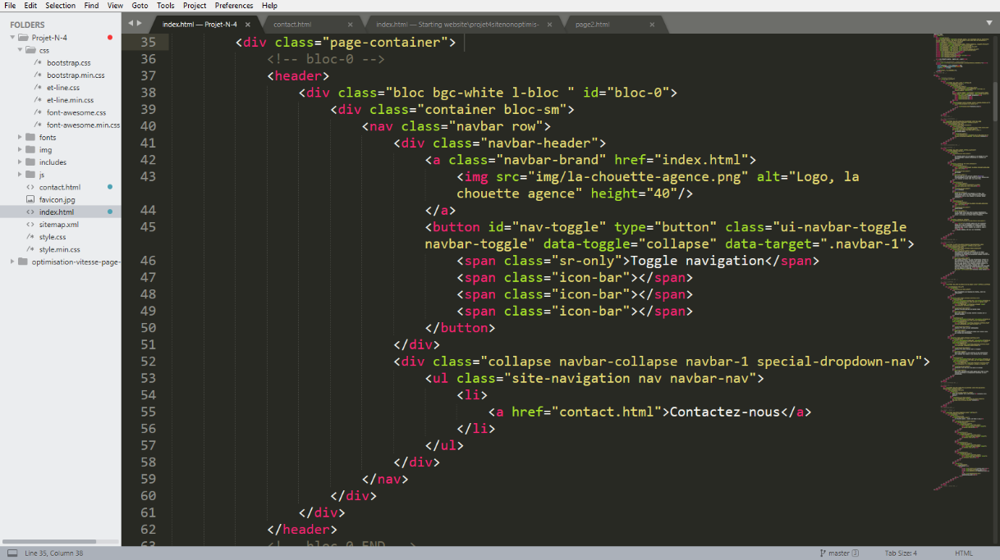 File Edit Selection Find View Goto Tools Project Preferences Help
FOLDERS
Projet-N-4
css
/* bootstrap.css
/* bootstrap.min.css
/* et-line.css
/* et-line.min.css
/* font-awesome.css
/* font-awesome.min.css
fonts
img
includes
js
<> contact.html
favicon.jpg
<> index.html
<> sitemap.xml
/* style.css
/* style.min.css
optimisation-vitesse-page-
index.html — Projet-N-4 × contact.html × index.html — Starting website\projet4sitenonoptimis- × page2.html ×
35 <div class="page-container">
36 <!-- bloc-0 -->
37 <header>
38 <div class="bloc bgc-white l-bloc " id="bloc-0">
39 <div class="container bloc-sm">
40 <nav class="navbar row">
41 <div class="navbar-header">
42 <a class="navbar-brand" href="index.html">
43 <img src="img/la-chouette-agence.png" alt="Logo, la
chouette agence" height="40"/>
44 </a>
45 <button id="nav-toggle" type="button" class="ui-navbar-toggle
navbar-toggle" data-toggle="collapse" data-target=".navbar-1">
46 <span class="sr-only">Toggle navigation</span>
47 <span class="icon-bar"></span>
48 <span class="icon-bar"></span>
49 <span class="icon-bar"></span>
50 </button>
51 </div>
52 <div class="collapse navbar-collapse navbar-1 special-dropdown-nav">
53 <ul class="site-navigation nav navbar-nav">
54 <li>
55 <a href="contact.html">Contactez-nous</a>
56 </li>
57 </ul>
58 </div>
59 </nav>
60 </div>
61 </div>
62 </header>
63 <!-- bloc-0 END -->
Line 35, Column 38 master 3 Tab Size: 4 HTML